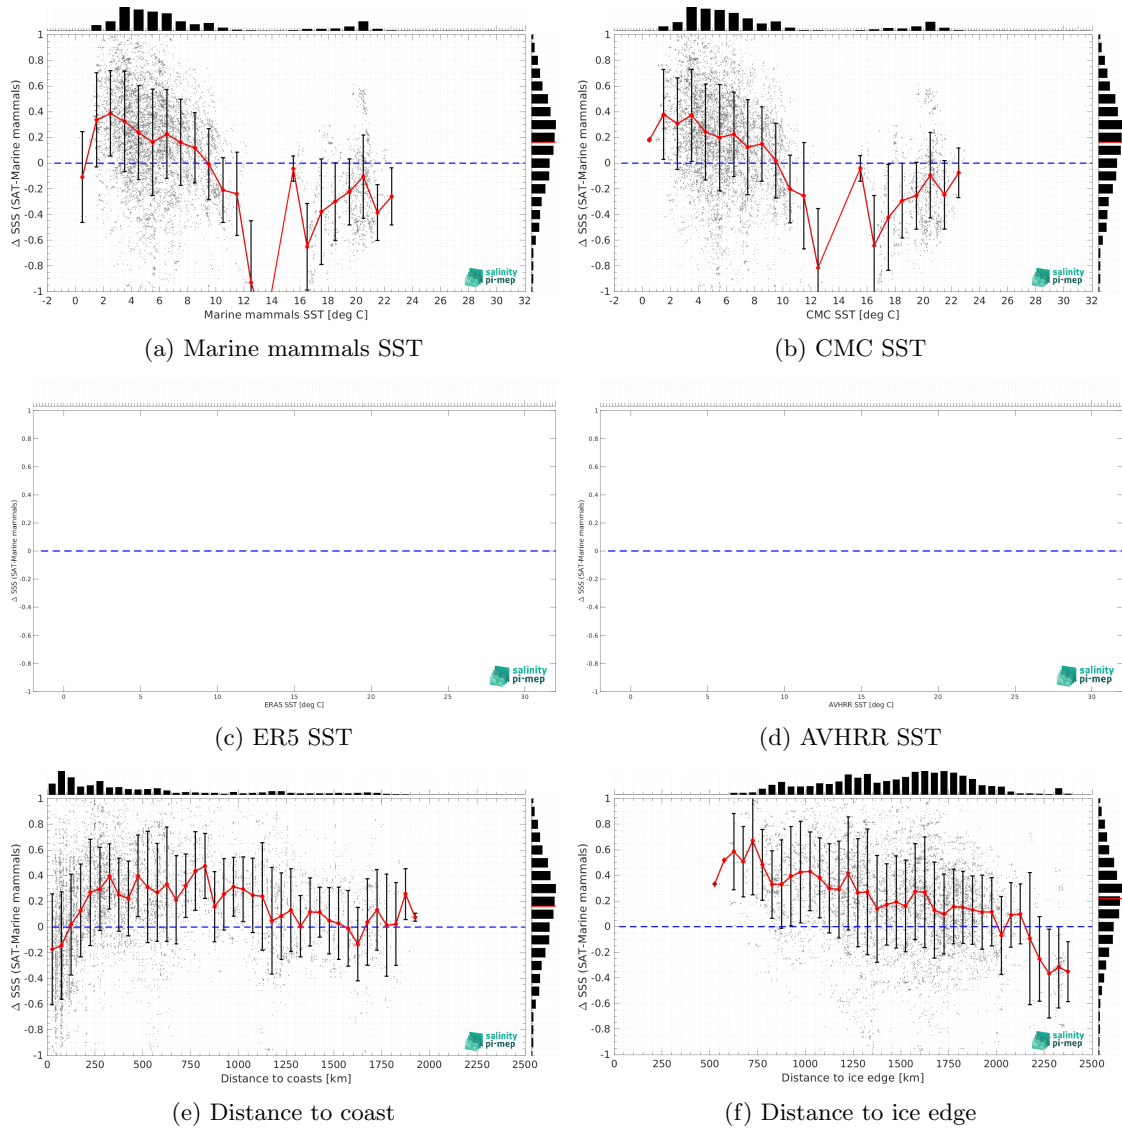 Δ SSS (SAT-Marine mammals)
1
0.8
0.6
0.4
0.2
0
-0.2
-0.4
-0.6
-0.8
-1
salinity
pi-mep
-2 0 2 4 6 8 10 12 14 16 18 20 22 24 26 28 30 32
Marine mammals SST [deg C]
(a) Marine mammals SST
Δ SSS (SAT-Marine mammals)
1
0.8
0.6
0.4
0.2
0
-0.2
-0.4
-0.6
-0.8
-1
salinity
pi-mep
-2 0 2 4 6 8 10 12 14 16 18 20 22 24 26 28 30 32
CMC SST [deg C]
(b) CMC SST
Δ SSS (SAT-Marine mammals)
1
0.8
0.6
0.4
0.2
0
-0.2
-0.4
-0.6
-0.8
-1
salinity
pi-mep
0 5 10 15 20 25 30
ERA5 SST [deg C]
(c) ER5 SST
Δ SSS (SAT-Marine mammals)
1
0.8
0.6
0.4
0.2
0
-0.2
-0.4
-0.6
-0.8
-1
salinity
pi-mep
0 5 10 15 20 25 30
AVHRR SST [deg C]
(d) AVHRR SST
Δ SSS (SAT-Marine mammals)
1
0.8
0.6
0.4
0.2
0
-0.2
-0.4
-0.6
-0.8
-1
salinity
pi-mep
0 250 500 750 1000 1250 1500 1750 2000 2250 2500
Distance to coasts [km]
(e) Distance to coast
Δ SSS (SAT-Marine mammals)
1
0.8
0.6
0.4
0.2
0
-0.2
-0.4
-0.6
-0.8
-1
salinity
pi-mep
0 250 500 750 1000 1250 1500 1750 2000 2250 2500
Distance to ice edge [km]
(f) Distance to ice edge